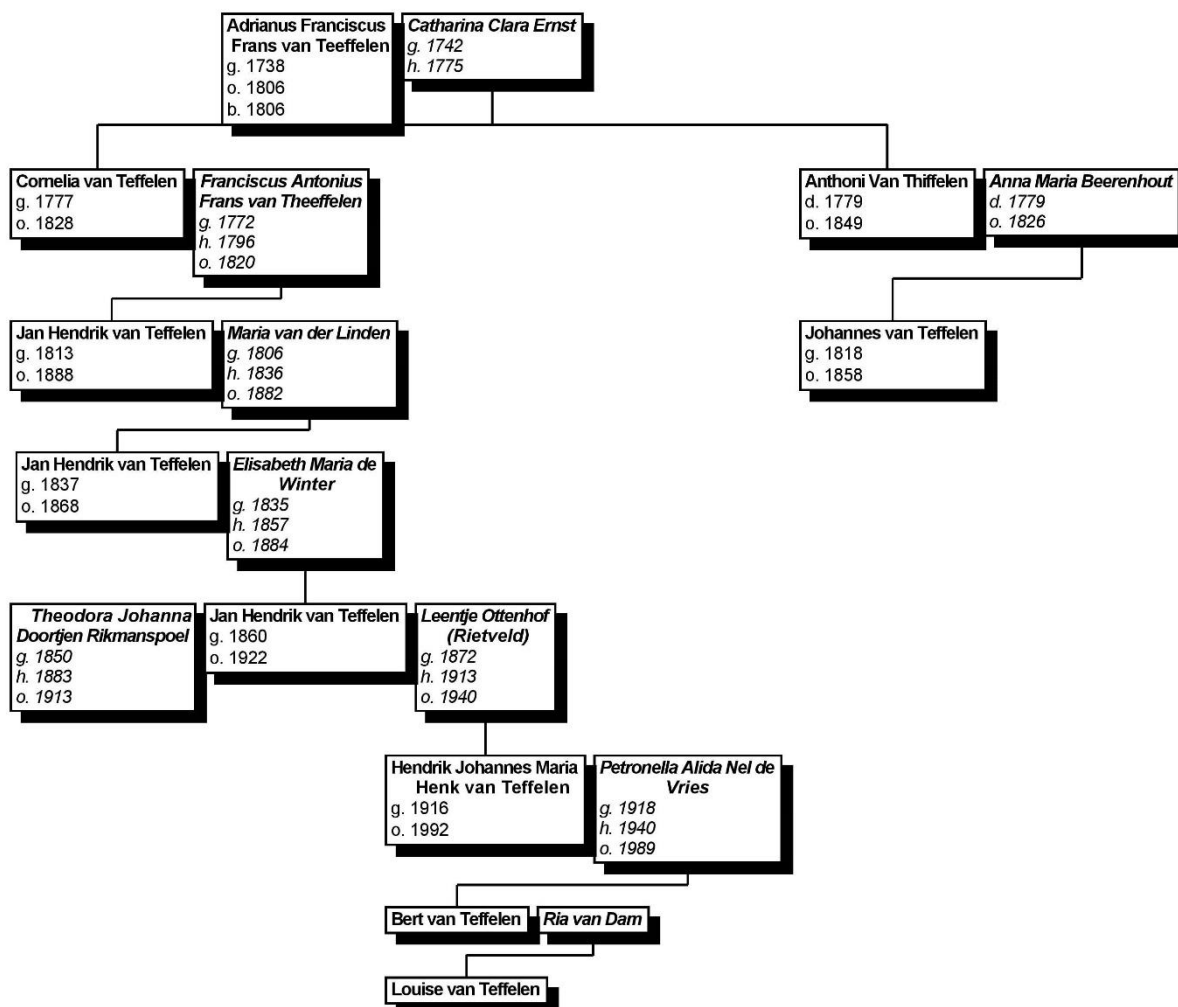 Adrianus Franciscus
Frans van Teeffelen
g. 1738
o. 1806
b. 1806
Catharina Clara Ernst
g. 1742
h. 1775
Cornelia van Teffelen
g. 1777
o. 1828
Franciscus Antonius
Frans van Theeffelen
g. 1772
h. 1796
o. 1820
Anthoni Van Thiffelen
d. 1779
o. 1849
Anna Maria Beerenhout
d. 1779
o. 1826
Jan Hendrik van Teffelen
g. 1813
o. 1888
Maria van der Linden
g. 1806
h. 1836
o. 1882
Johannes van Teffelen
g. 1818
o. 1858
Jan Hendrik van Teffelen
g. 1837
o. 1868
Elisabeth Maria de
Winter
g. 1835
h. 1857
o. 1884
Theodora Johanna
Doortjen Rikmanspoel
g. 1850
h. 1883
o. 1913
Jan Hendrik van Teffelen
g. 1860
o. 1922
Leentje Ottenhof
(Rietveld)
g. 1872
h. 1913
o. 1940
Hendrik Johannes Maria
Henk van Teffelen
g. 1916
o. 1992
Petronella Alida Nel de
Vries
g. 1918
h. 1940
o. 1989
Bert van Teffelen
Ria van Dam
Louise van Teffelen